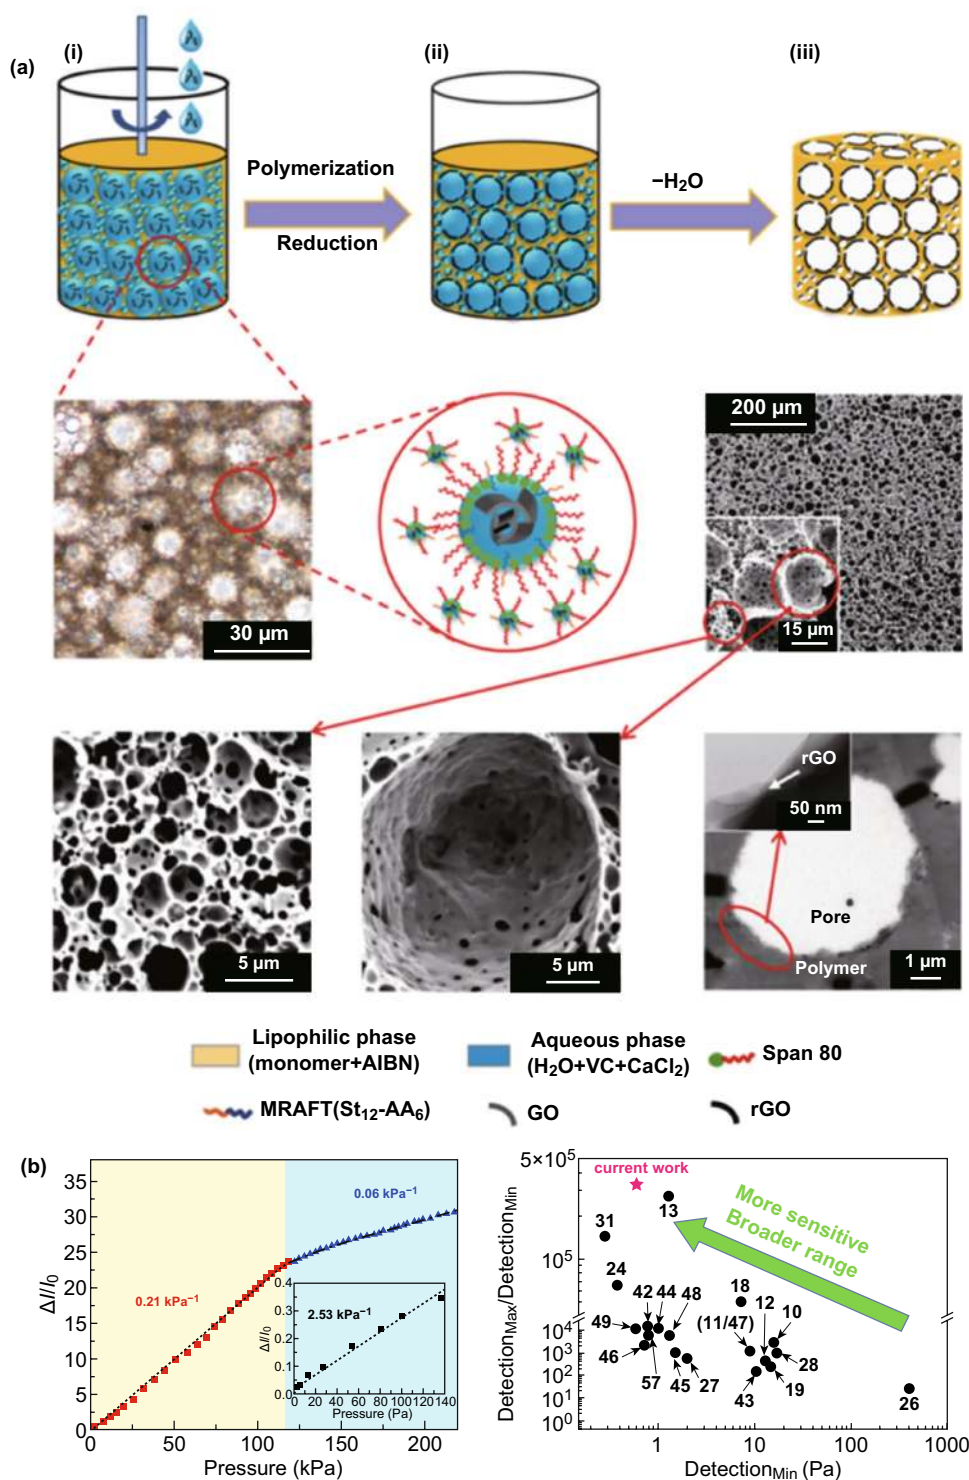 (a)
(i)
(ii)
(iii)
Polymerization
Reduction
−H₂O
30 µm
200 µm
15 µm
5 µm
5 µm
rGO
50 nm
Pore
Polymer
1 µm
Lipophilic phase
(monomer+AIBN)
Aqueous phase
(H₂O+VC+CaCl₂)
Span 80
MRAFT(St₁₂-AA₆)
GO
rGO
(b)
35
30
25
20
15
10
5
0
ΔI/I₀
0.21 kPa⁻¹
0.06 kPa⁻¹
0.4
0.3
0.2
0.1
0.0
ΔI/I₀
2.53 kPa⁻¹
0 20 40 60 80 100 120 140
Pressure (Pa)
0 50 100 150 200
Pressure (kPa)
5×10⁵
10⁵
10⁴
10³
10²
10¹
10⁰
Detection_Max/Detection_Min
current work
More sensitive
Broader range
13
31
24
18
42 44 48
12 10
49
(11/47)
46
57
45
27
43
19
28
26
1 10 100 1000
Detection_Min (Pa)